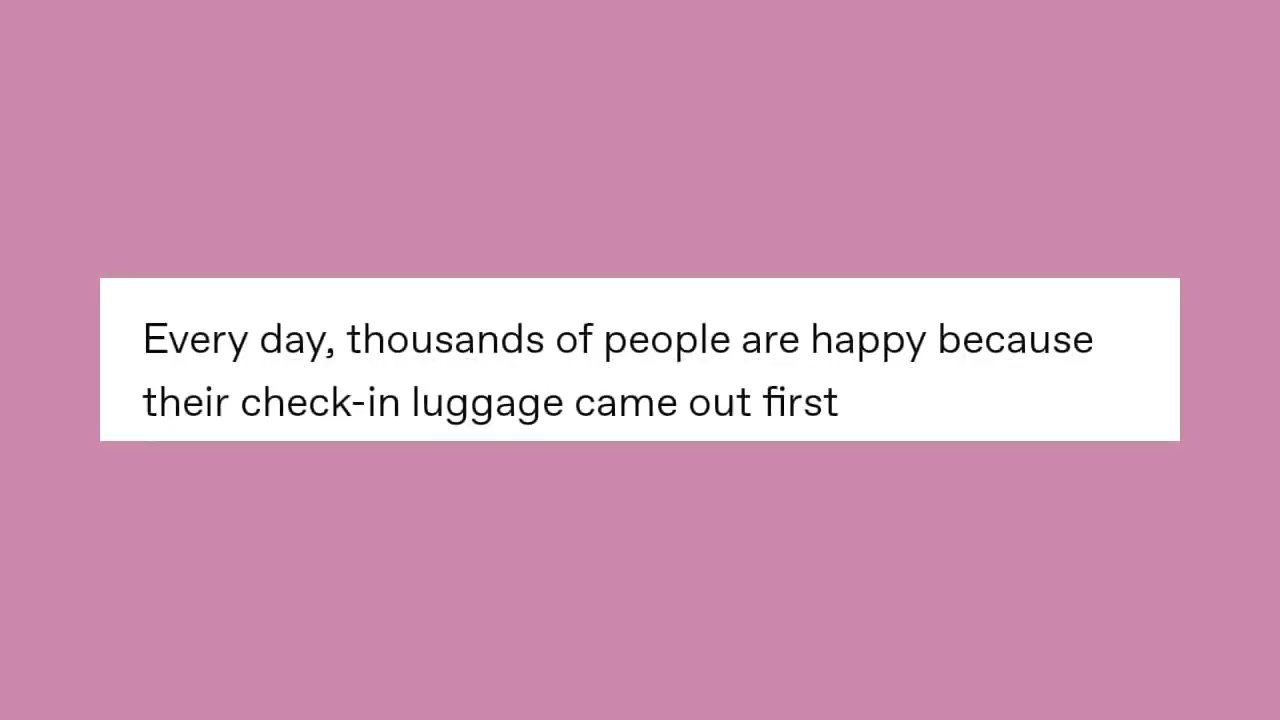 Every day, thousands of people are happy because
their check-in luggage came out first